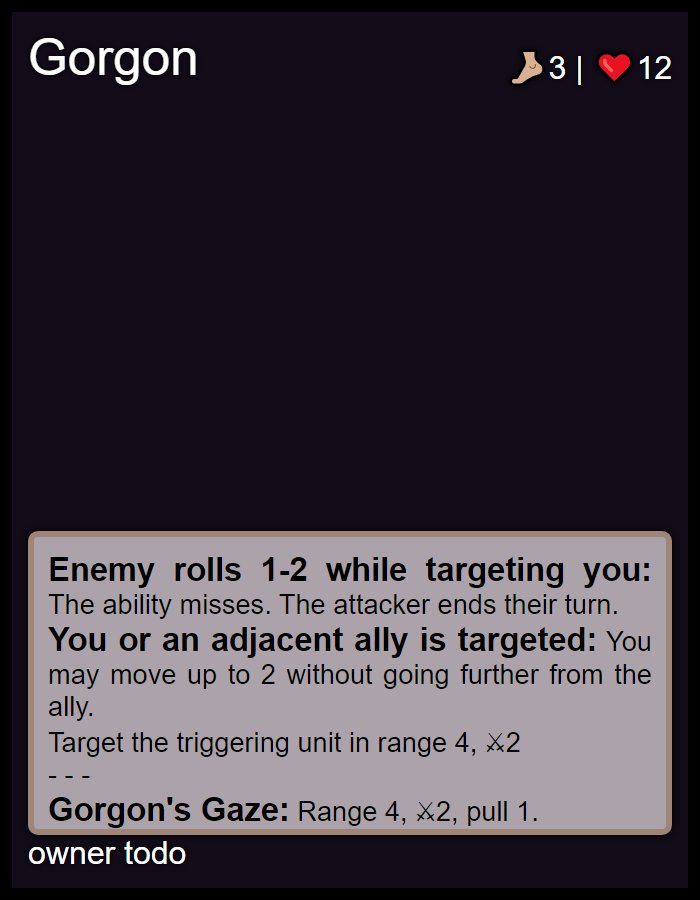 Gorgon
🦶3 | ❤️12
Enemy rolls 1-2 while targeting you:
The ability misses. The attacker ends their turn.
You or an adjacent ally is targeted: You
may move up to 2 without going further from the
ally.
Target the triggering unit in range 4, ⚔2
- - -
Gorgon's Gaze: Range 4, ⚔2, pull 1.
owner todo